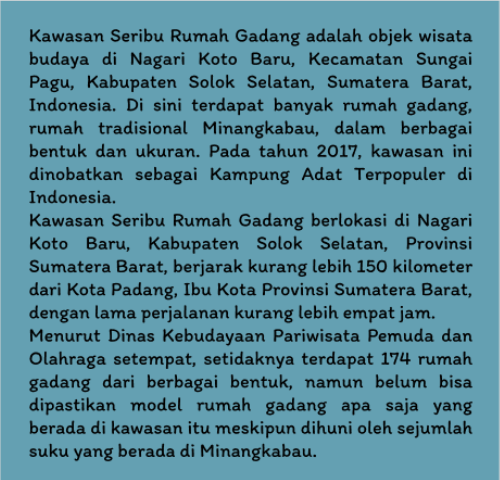 Kawasan Seribu Rumah Gadang adalah objek wisata
budaya di Nagari Koto Baru, Kecamatan Sungai
Pagu, Kabupaten Solok Selatan, Sumatera Barat,
Indonesia. Di sini terdapat banyak rumah gadang,
rumah tradisional Minangkabau, dalam berbagai
bentuk dan ukuran. Pada tahun 2017, kawasan ini
dinobatkan sebagai Kampung Adat Terpopuler di
Indonesia.
Kawasan Seribu Rumah Gadang berlokasi di Nagari
Koto Baru, Kabupaten Solok Selatan, Provinsi
Sumatera Barat, berjarak kurang lebih 150 kilometer
dari Kota Padang, Ibu Kota Provinsi Sumatera Barat,
dengan lama perjalanan kurang lebih empat jam.
Menurut Dinas Kebudayaan Pariwisata Pemuda dan
Olahraga setempat, setidaknya terdapat 174 rumah
gadang dari berbagai bentuk, namun belum bisa
dipastikan model rumah gadang apa saja yang
berada di kawasan itu meskipun dihuni oleh sejumlah
suku yang berada di Minangkabau.